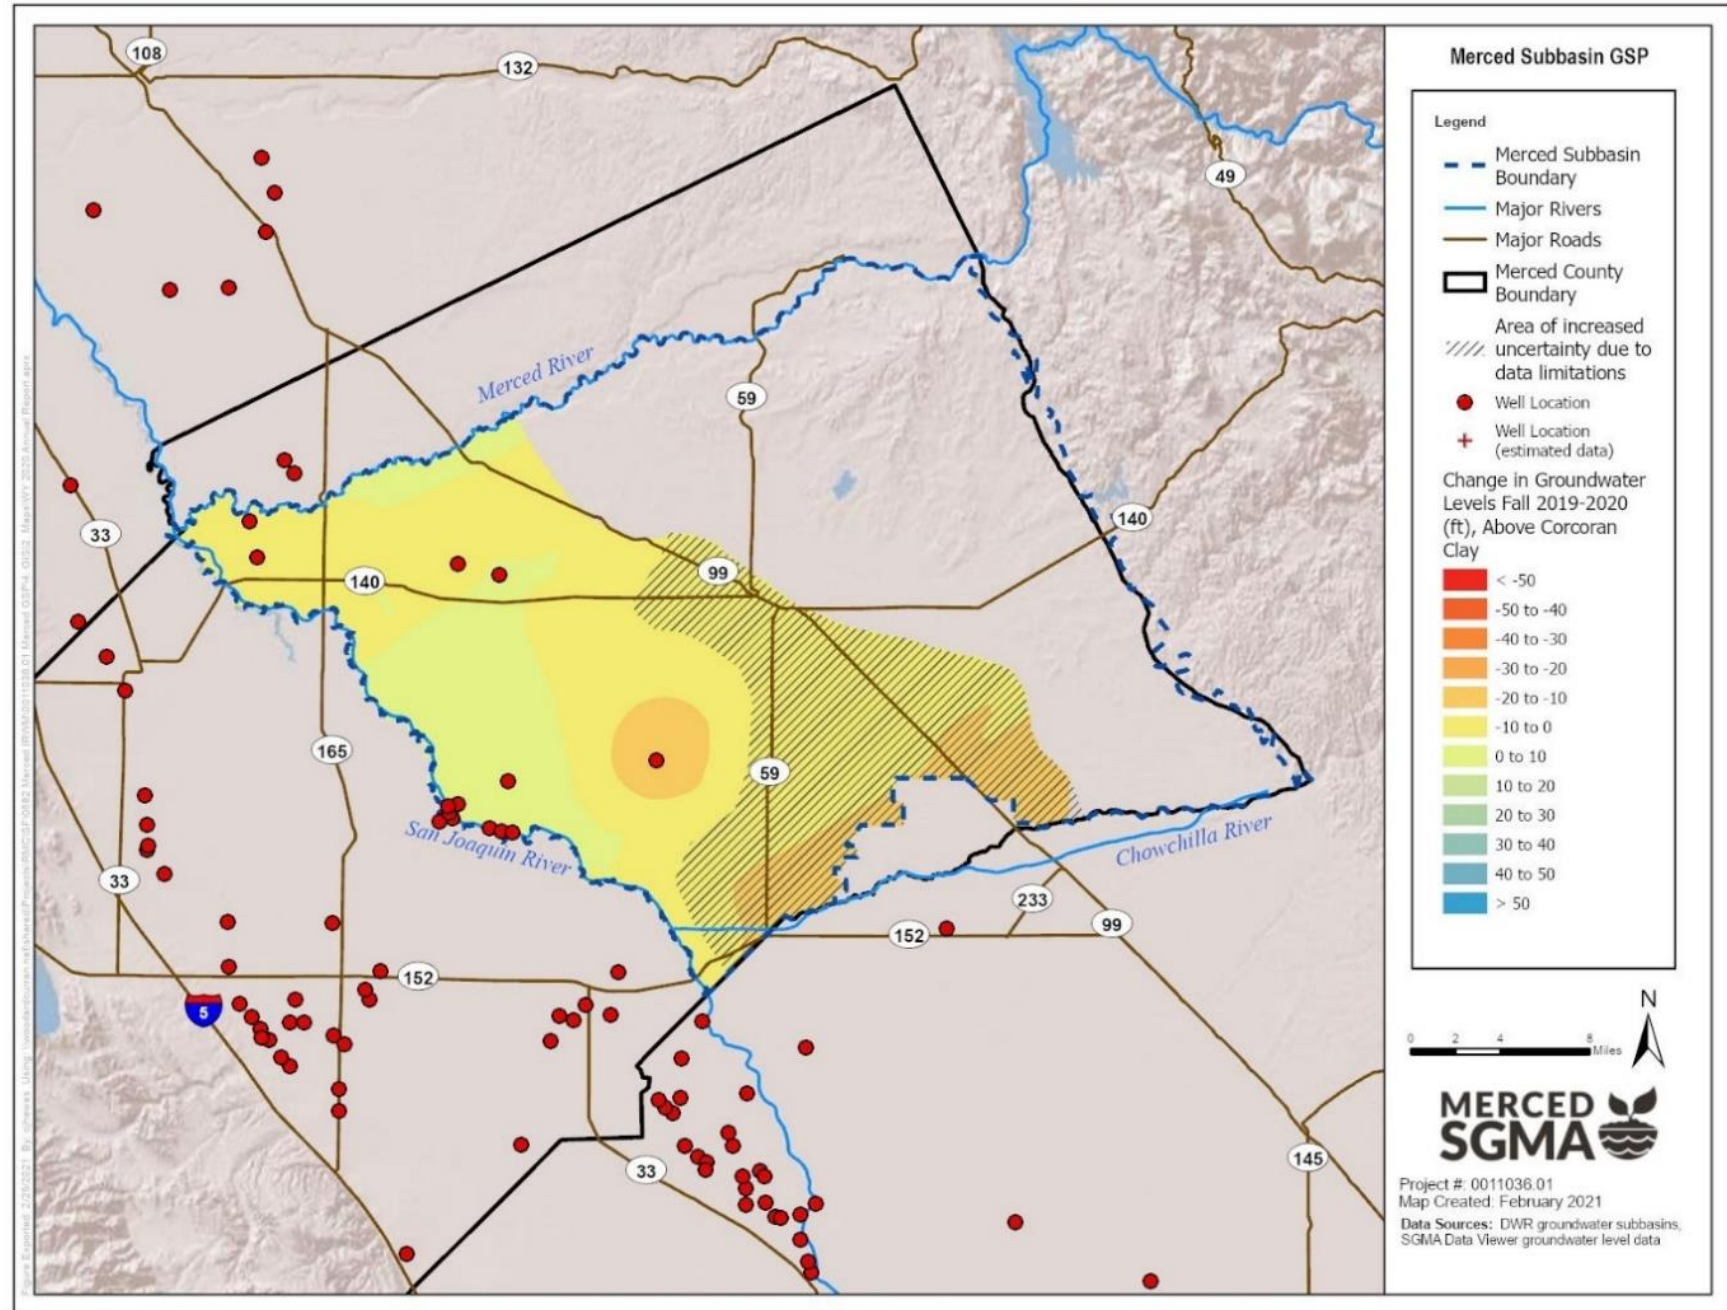 108
132
49
Merced River
59
33
140
99
140
165
59
San Joaquin River
Chowchilla River
33
233
99
152
152
5
33
145
Merced Subbasin GSP
Legend
Merced Subbasin
Boundary
Major Rivers
Major Roads
Merced County
Boundary
Area of increased
uncertainty due to
data limitations
Well Location
Well Location
(estimated data)
Change in Groundwater
Levels Fall 2019-2020
(ft), Above Corcoran
Clay
< -50
-50 to -40
-40 to -30
-30 to -20
-20 to -10
-10 to 0
0 to 10
10 to 20
20 to 30
30 to 40
40 to 50
> 50
N
0 2 4 8
Miles
MERCED
SGMA
Project #: 0011036.01
Map Created: February 2021
Data Sources: DWR groundwater subbasins,
SGMA Data Viewer groundwater level data